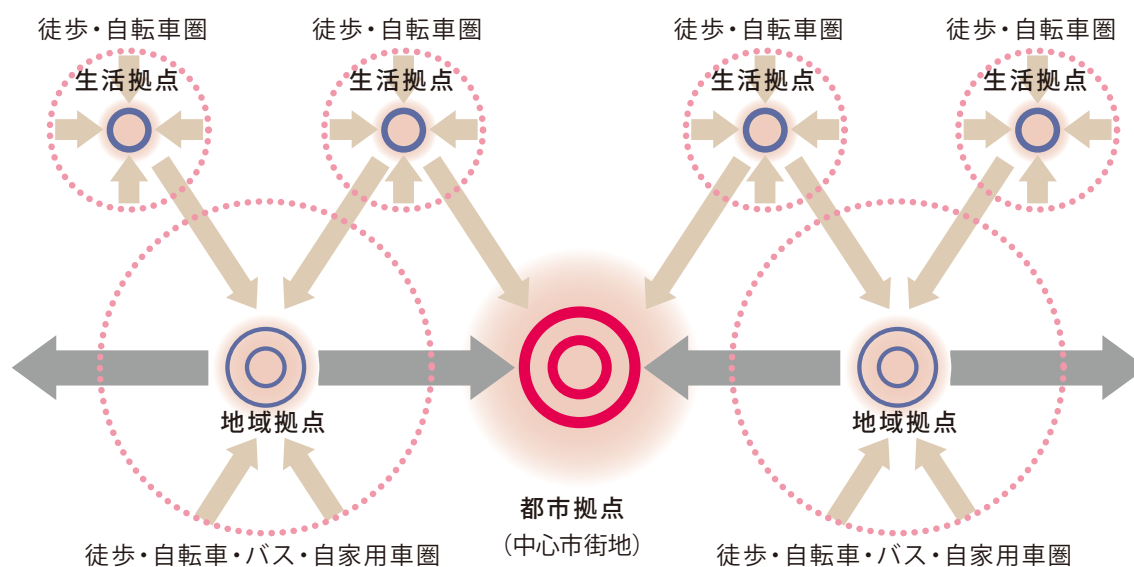 徒歩・自転車圏
徒歩・自転車圏
徒歩・自転車圏
徒歩・自転車圏
生活拠点
生活拠点
生活拠点
生活拠点
地域拠点
地域拠点
都市拠点
（中心市街地）
徒歩・自転車・バス・自家用車圏
徒歩・自転車・バス・自家用車圏